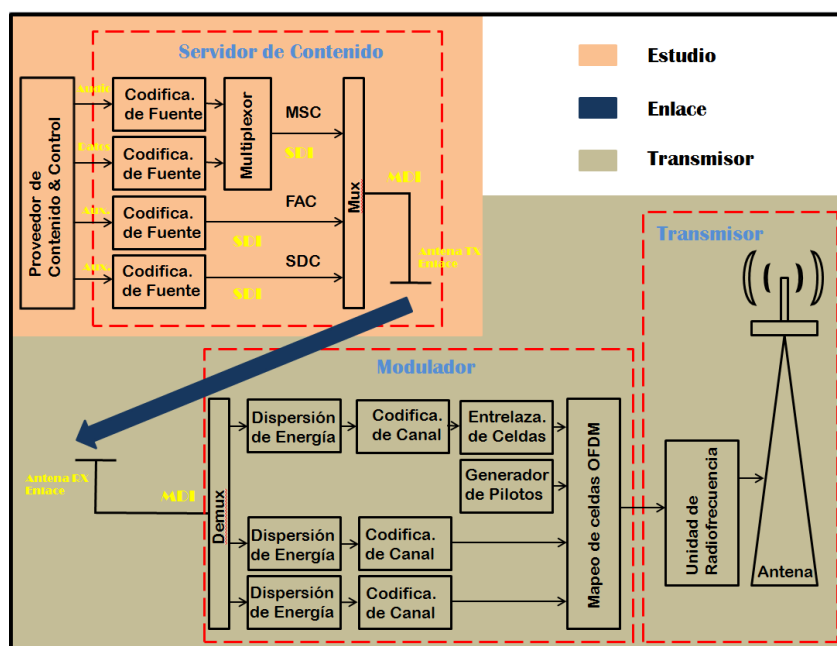 Servidor de Contenido
Estudio
Enlace
Transmisor
Proveedor de
Contenido & Control
Audio
Codifica.
de Fuente
Datos
Codifica.
de Fuente
Aux.
Codifica.
de Fuente
Aux.
Codifica.
de Fuente
Multiplexor
MSC
SDI
FAC
SDI
SDC
SDI
Mux
MDI
Antena TX
Enlace
Transmisor
Modulador
Antena RX
Enlace
MDI
Demux
Dispersión
de Energía
Codifica.
de Canal
Entrelaza.
de Celdas
Generador
de Pilotos
Dispersión
de Energía
Codifica.
de Canal
Dispersión
de Energía
Codifica.
de Canal
Mapeo de celdas OFDM
Unidad de
Radiofrecuencia
Antena